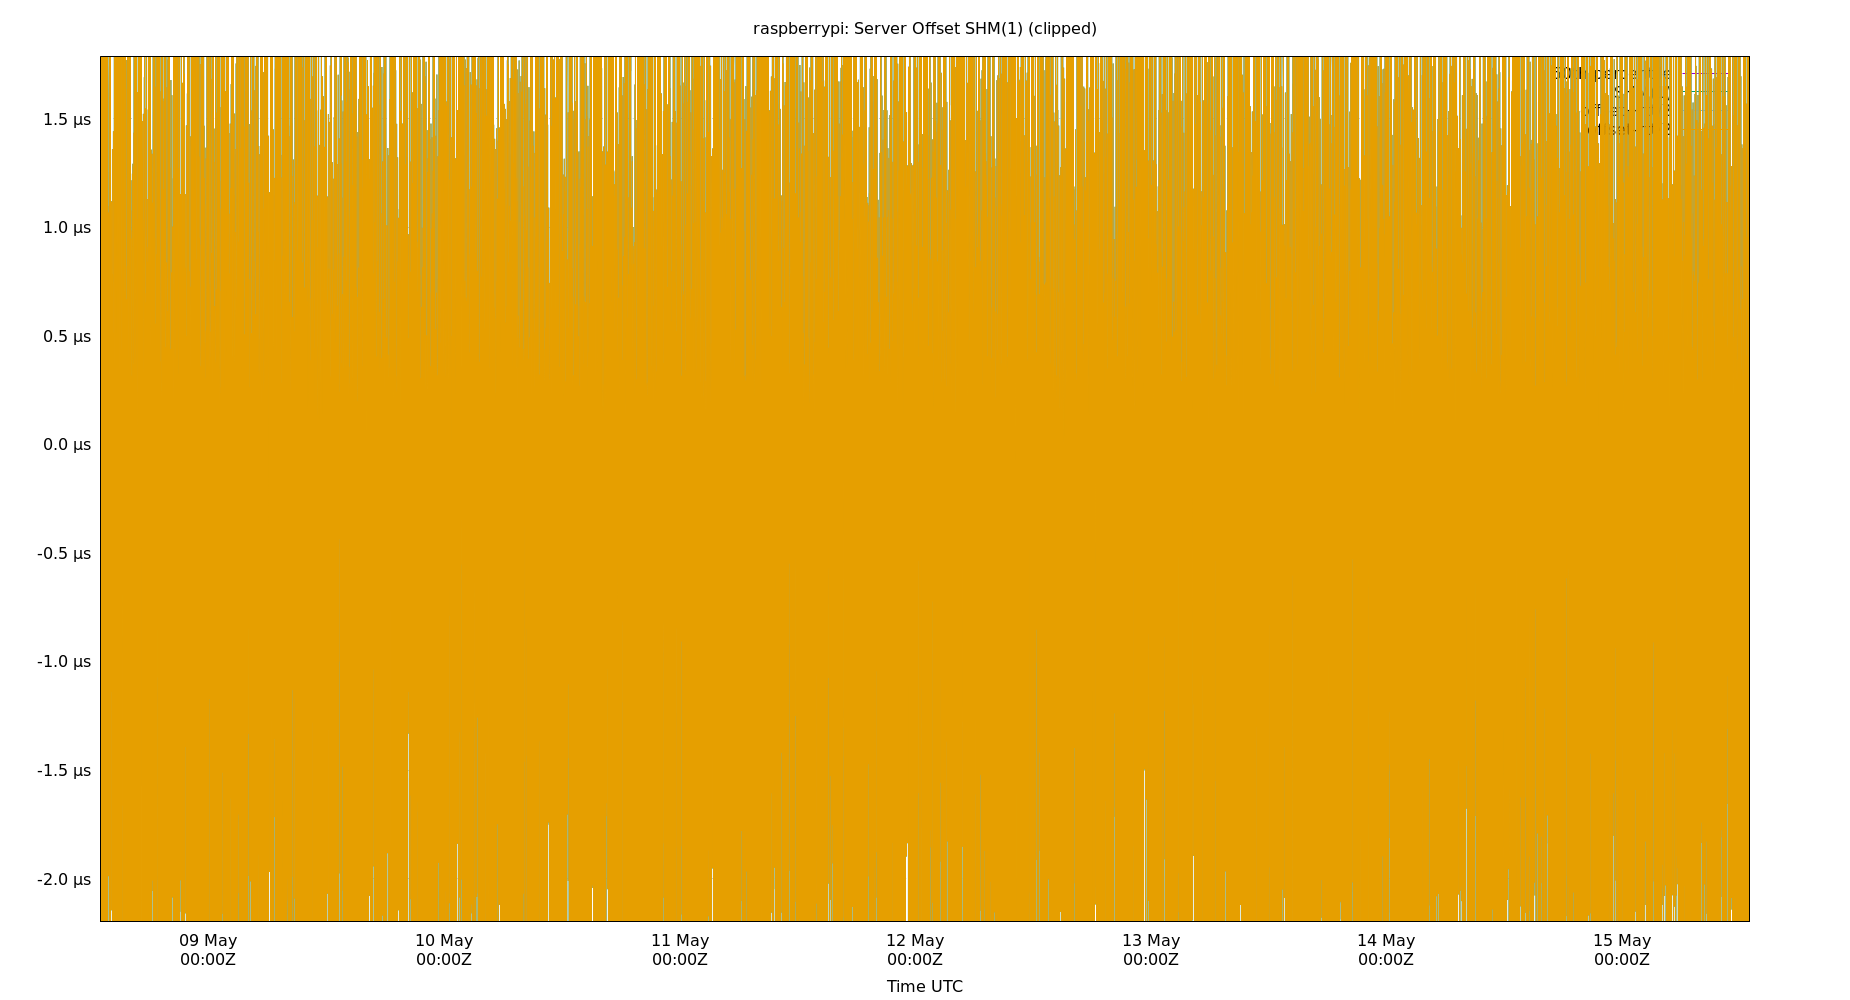 raspberrypi: Server Offset SHM(1) (clipped)
1.5 µs
1.0 µs
0.5 µs
0.0 µs
-0.5 µs
-1.0 µs
-1.5 µs
-2.0 µs
09 May 10 May 11 May 12 May 13 May 14 May 15 May
00:00Z 00:00Z 00:00Z 00:00Z 00:00Z 00:00Z 00:00Z
Time UTC